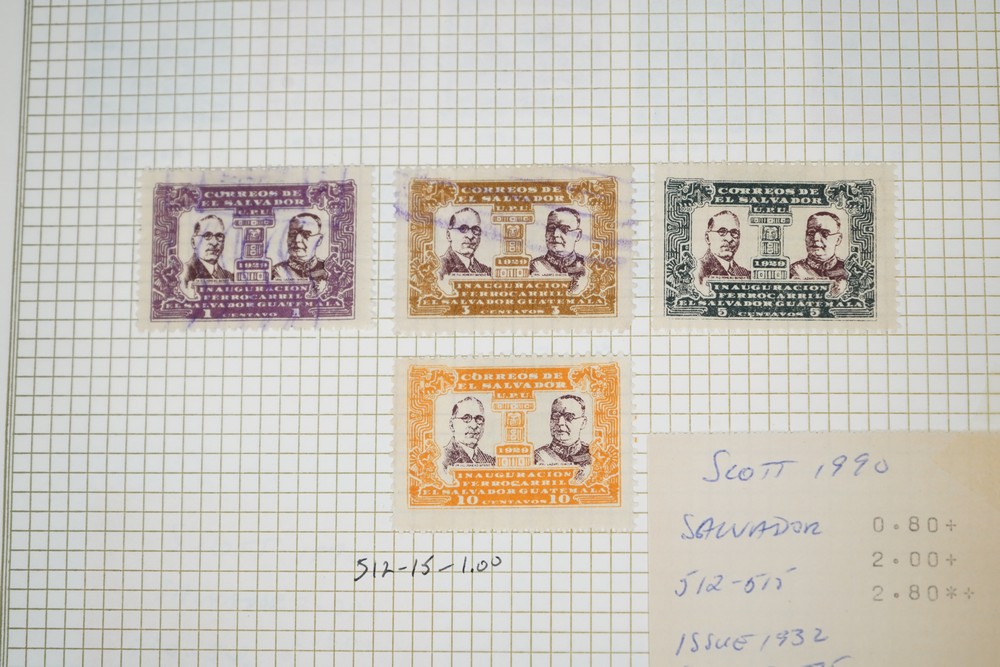 CORREOS DE
EL SALVADOR
U.P.U.
1929
INAUGURACION
FERROCARRIL
EL SALVADOR GUATEMALA
1 CENTAVO 1
CORREOS DE
EL SALVADOR
U.P.U.
1929
INAUGURACION
FERROCARRIL
EL SALVADOR GUATEMALA
3 CENTAVOS 3
CORREOS DE
EL SALVADOR
U.P.U.
1929
INAUGURACION
FERROCARRIL
EL SALVADOR GUATEMALA
5 CENTAVOS 5
CORREOS DE
EL SALVADOR
U.P.U.
1929
INAUGURACION
FERROCARRIL
EL SALVADOR GUATEMALA
10 CENTAVOS 10
512-15-1.00
SCOTT 1990
SALVADOR 0.80+
2.00+
512-515 2.80*+
ISSUE 1932